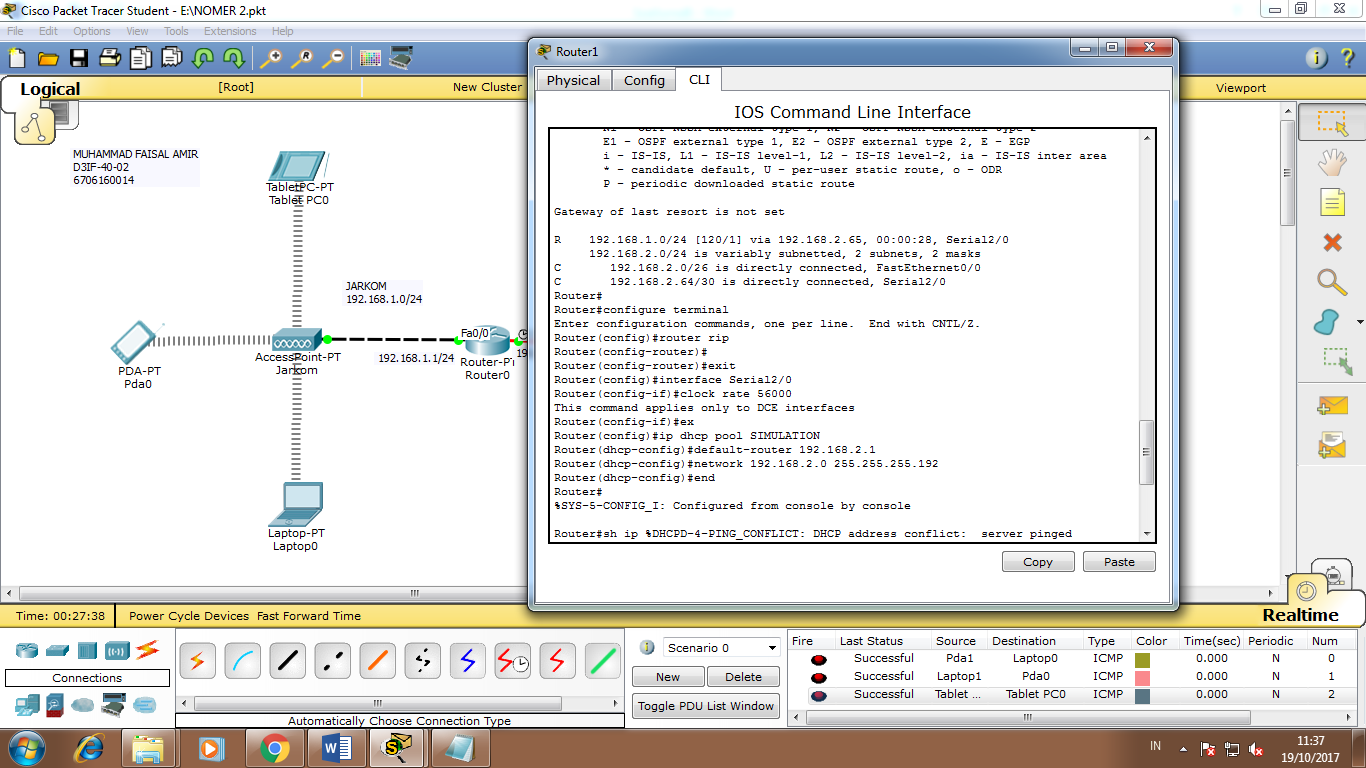 Cisco Packet Tracer Student - E:\NOMER 2.pkt
File Edit Options View Tools Extensions Help
Logical
[Root]
New Cluster
Viewport
MUHAMMAD FAISAL AMIR
D3IF-40-02
6706160014
TabletPC-PT
Tablet PC0
JARKOM
192.168.1.0/24
PDA-PT
Pda0
AccessPoint-PT
Jarkom
192.168.1.1/24
Fa0/0
Router-PT
Router0
19
Laptop-PT
Laptop0
Router1
Physical Config CLI
IOS Command Line Interface
N1 - OSPF NSSA external type 1, N2 - OSPF NSSA external type 2
E1 - OSPF external type 1, E2 - OSPF external type 2, E - EGP
i - IS-IS, L1 - IS-IS level-1, L2 - IS-IS level-2, ia - IS-IS inter area
* - candidate default, U - per-user static route, o - ODR
P - periodic downloaded static route
Gateway of last resort is not set
R 192.168.1.0/24 [120/1] via 192.168.2.65, 00:00:28, Serial2/0
192.168.2.0/24 is variably subnetted, 2 subnets, 2 masks
C 192.168.2.0/26 is directly connected, FastEthernet0/0
C 192.168.2.64/30 is directly connected, Serial2/0
Router#
Router#configure terminal
Enter configuration commands, one per line. End with CNTL/Z.
Router(config)#router rip
Router(config-router)#
Router(config-router)#exit
Router(config)#interface Serial2/0
Router(config-if)#clock rate 56000
This command applies only to DCE interfaces
Router(config-if)#ex
Router(config)#ip dhcp pool SIMULATION
Router(dhcp-config)#default-router 192.168.2.1
Router(dhcp-config)#network 192.168.2.0 255.255.255.192
Router(dhcp-config)#end
Router#
%SYS-5-CONFIG_I: Configured from console by console
Router#sh ip %DHCPD-4-PING_CONFLICT: DHCP address conflict: server pinged
Copy Paste
Time: 00:27:38 Power Cycle Devices Fast Forward Time
Realtime
Connections
Automatically Choose Connection Type
Scenario 0
New Delete
Toggle PDU List Window
Fire Last Status Source Destination Type Color Time(sec) Periodic Num
Successful Pda1 Laptop0 ICMP 0.000 N 0
Successful Laptop1 Pda0 ICMP 0.000 N 1
Successful Tablet ... Tablet PC0 ICMP 0.000 N 2
IN
11:37
19/10/2017